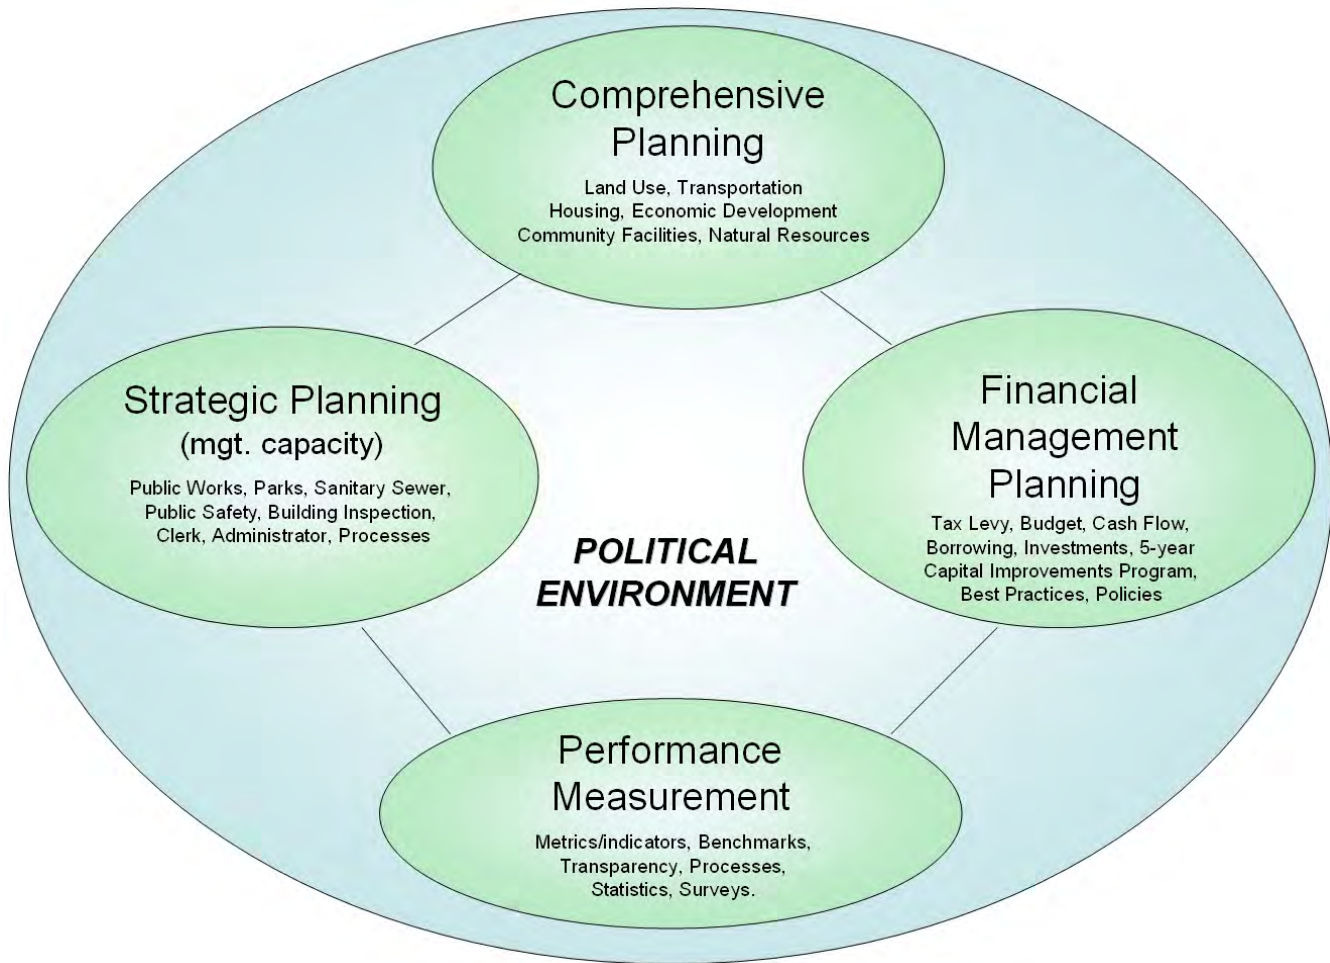 Comprehensive
Planning
Land Use, Transportation
Housing, Economic Development
Community Facilities, Natural Resources
Strategic Planning
(mgt. capacity)
Public Works, Parks, Sanitary Sewer,
Public Safety, Building Inspection,
Clerk, Administrator, Processes
Financial
Management
Planning
Tax Levy, Budget, Cash Flow,
Borrowing, Investments, 5-year
Capital Improvements Program,
Best Practices, Policies
POLITICAL
ENVIRONMENT
Performance
Measurement
Metrics/indicators, Benchmarks,
Transparency, Processes,
Statistics, Surveys.